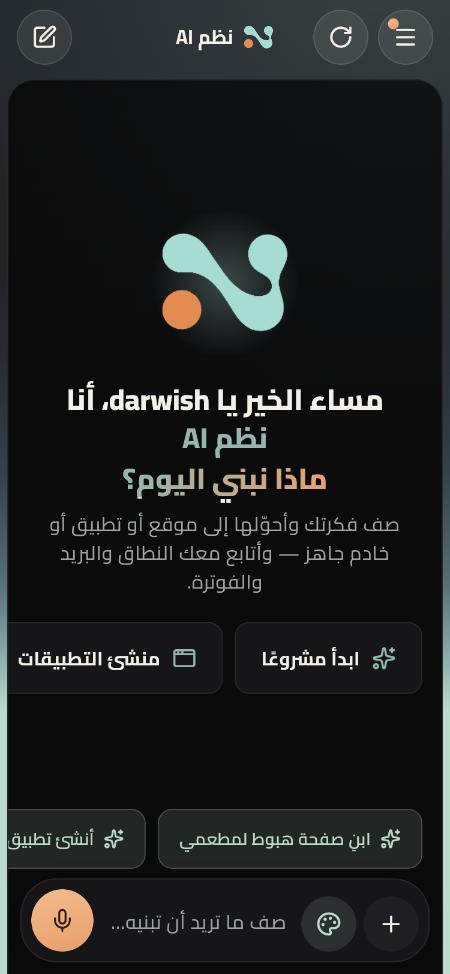 نظم AI
مساء الخير يا darwish، أنا
نظم AI
ماذا نبني اليوم؟
صف فكرتك وأحوّلها إلى موقع أو تطبيق أو
خادم جاهز — وأتابع معك النطاق والبريد
والفوترة.
ابدأ مشروعًا
منشئ التطبيقات
ابنِ صفحة هبوط لمطعمي
أنشئ تطبيق
صف ما تريد أن تبنيه...